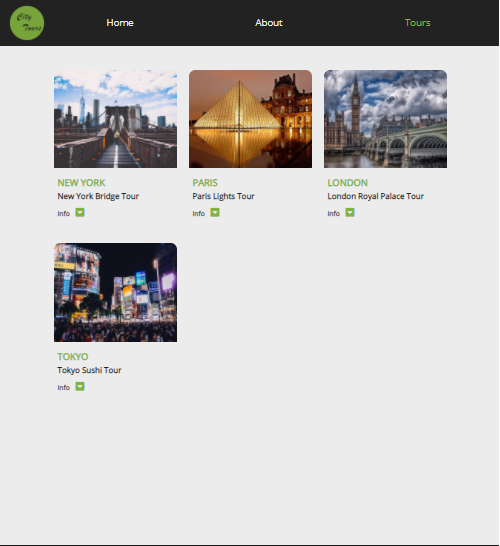 City
Tours
Home
About
Tours
NEW YORK
New York Bridge Tour
Info
PARIS
Paris Lights Tour
Info
LONDON
London Royal Palace Tour
Info
TOKYO
Tokyo Sushi Tour
Info